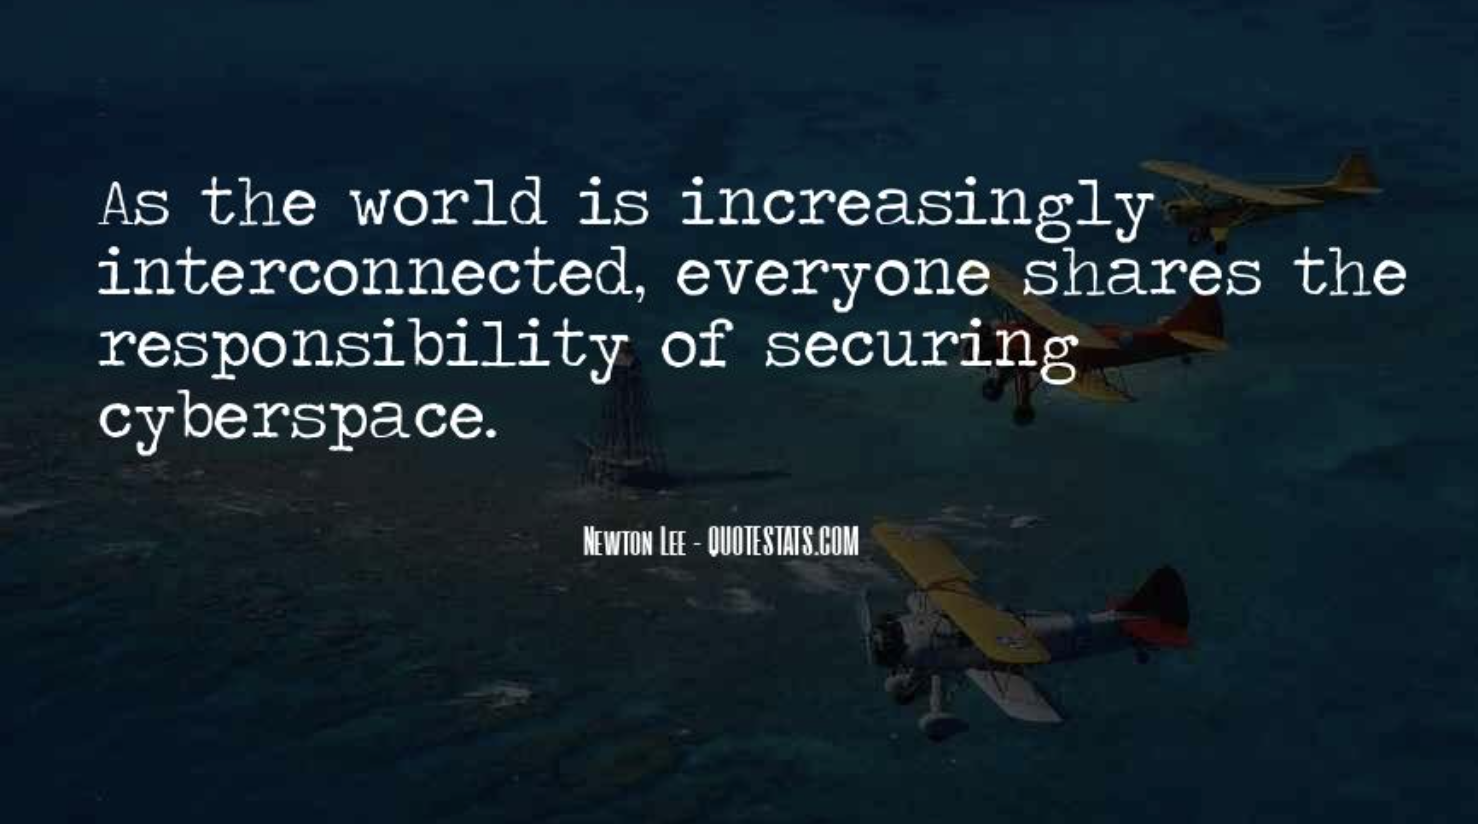 As the world is increasingly
interconnected, everyone shares the
responsibility of securing
cyberspace.
Newton Lee - QUOTESTATS.COM